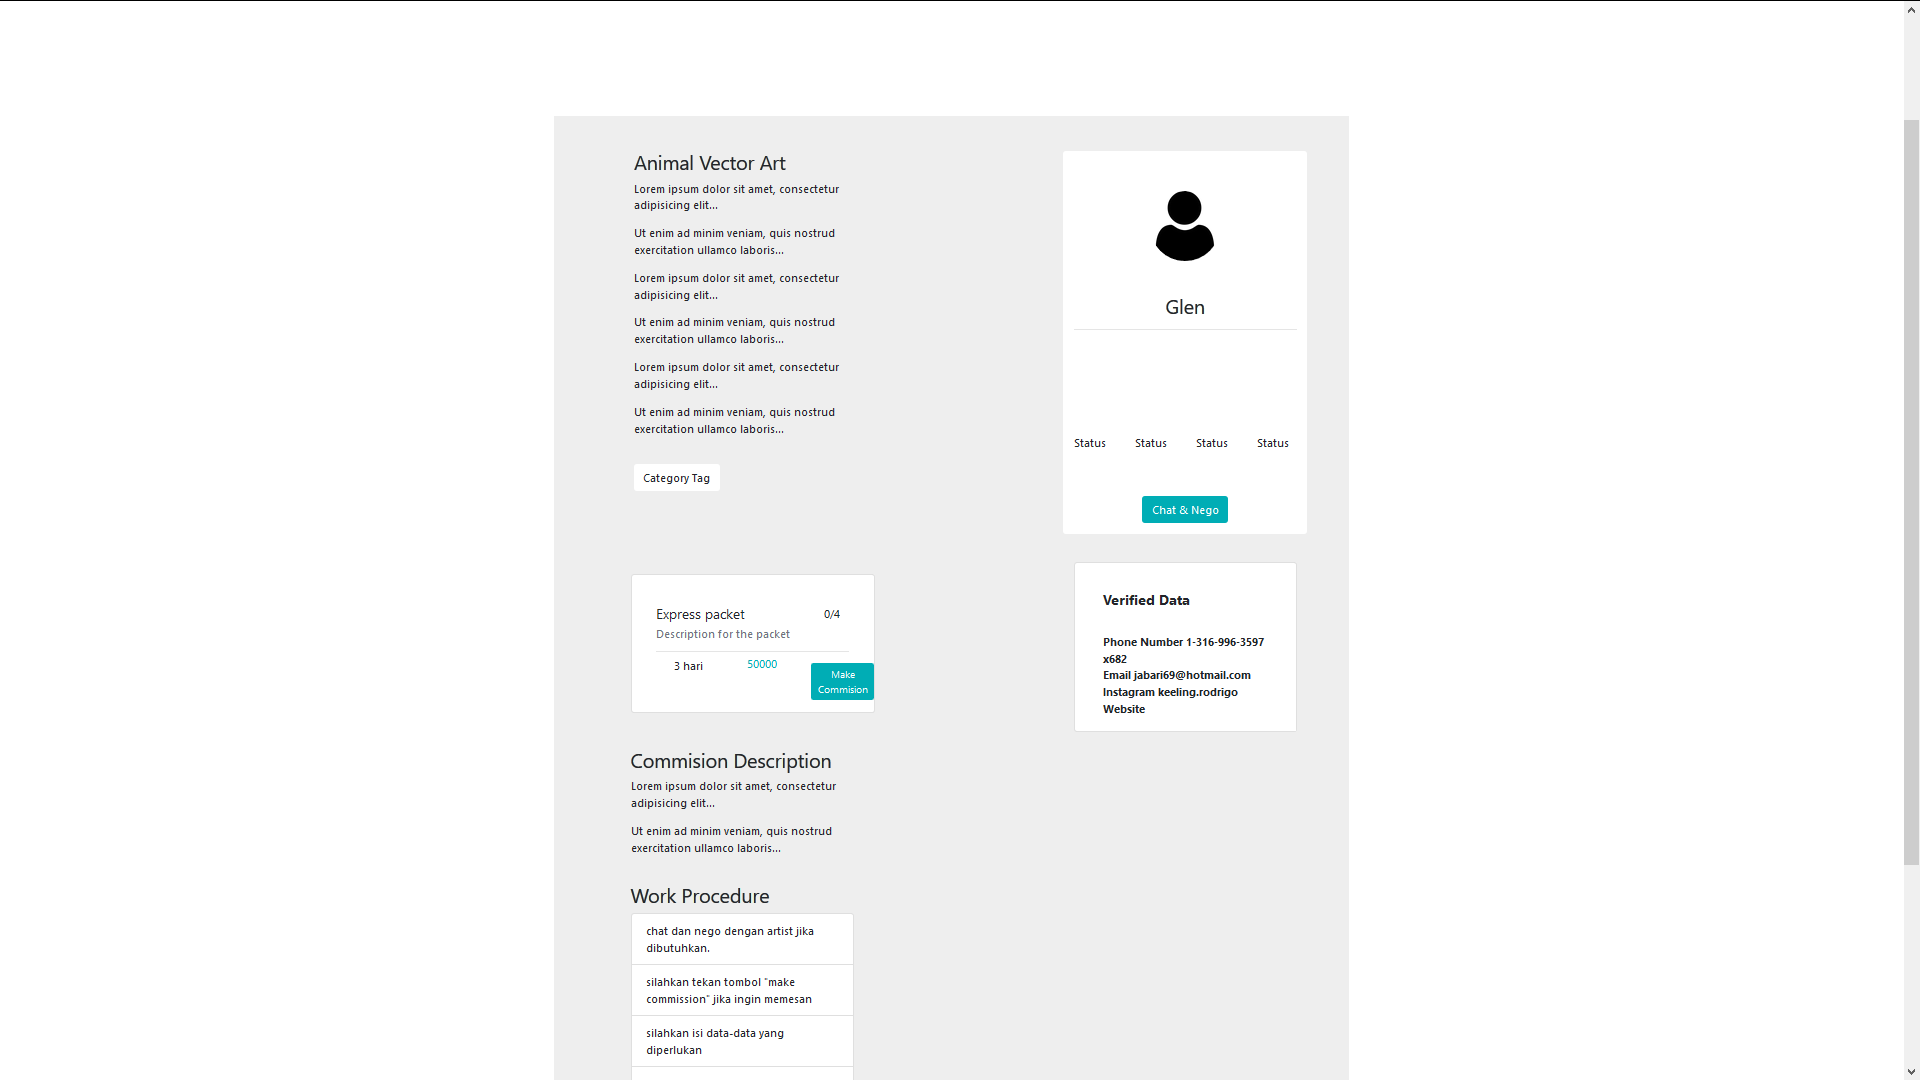 Animal Vector Art
Lorem ipsum dolor sit amet, consectetur
adipisicing elit...
Ut enim ad minim veniam, quis nostrud
exercitation ullamco laboris...
Lorem ipsum dolor sit amet, consectetur
adipisicing elit...
Ut enim ad minim veniam, quis nostrud
exercitation ullamco laboris...
Lorem ipsum dolor sit amet, consectetur
adipisicing elit...
Ut enim ad minim veniam, quis nostrud
exercitation ullamco laboris...
Category Tag
Glen
Status Status Status Status
Chat & Nego
Express packet 0/4
Description for the packet
3 hari 50000
Make
Commision
Verified Data
Phone Number 1-316-996-3597
x682
Email jabari69@hotmail.com
Instagram keeling.rodrigo
Website
Commision Description
Lorem ipsum dolor sit amet, consectetur
adipisicing elit...
Ut enim ad minim veniam, quis nostrud
exercitation ullamco laboris...
Work Procedure
chat dan nego dengan artist jika
dibutuhkan.
silahkan tekan tombol "make
commission" jika ingin memesan
silahkan isi data-data yang
diperlukan